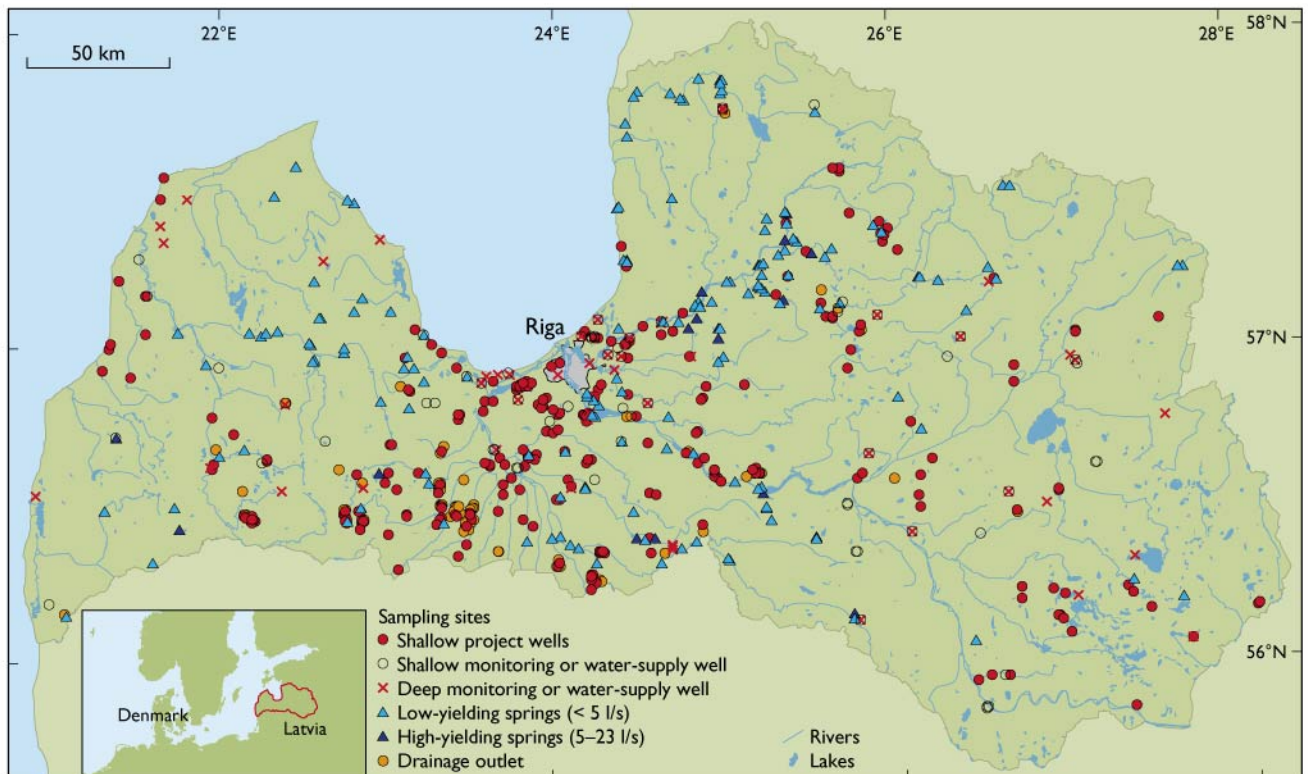 22°E
24°E
26°E
28°E
58°N
50 km
Riga
57°N
56°N
Denmark
Latvia
Sampling sites
Shallow project wells
Shallow monitoring or water-supply well
Deep monitoring or water-supply well
Low-yielding springs (< 5 l/s)
High-yielding springs (5–23 l/s)
Drainage outlet
Rivers
Lakes